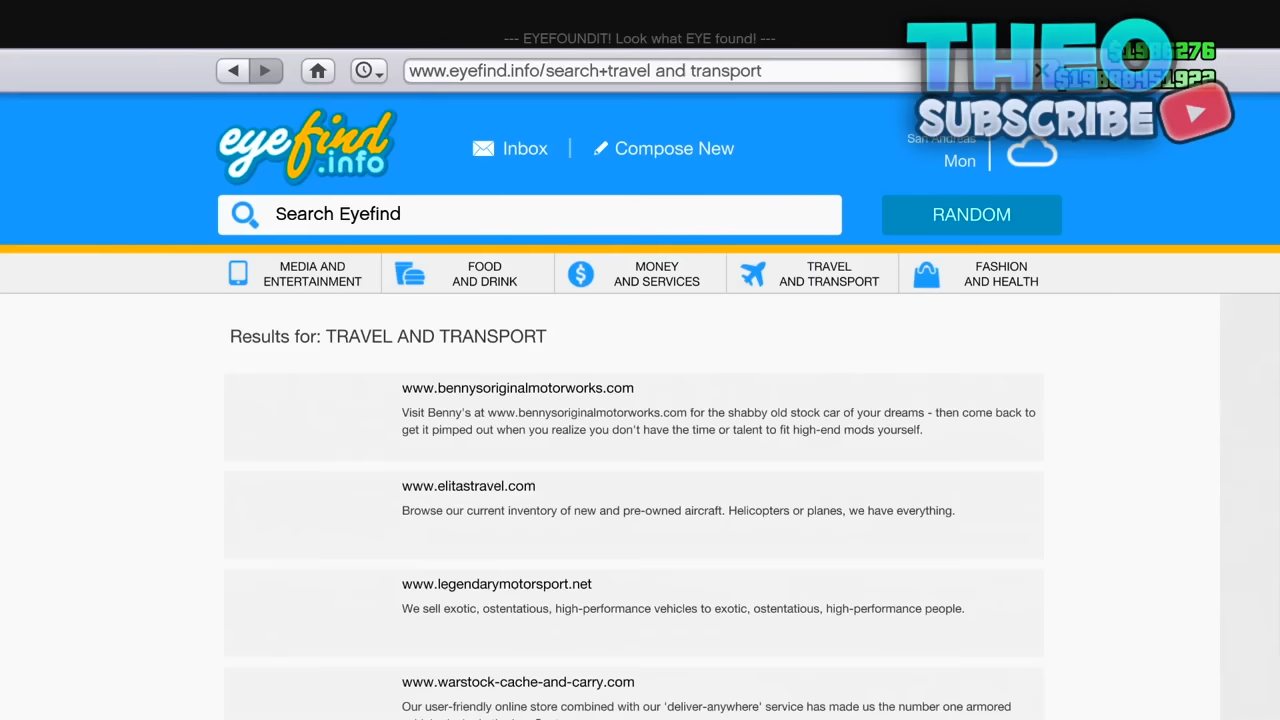 --- EYEFOUNDIT! Look what EYE found! ---
THEO
SUBSCRIBE
www.eyefind.info/search+travel and transport
eyefind
.info
Inbox
Compose New
San Andreas
Mon
Search Eyefind
RANDOM
MEDIA AND
ENTERTAINMENT
FOOD
AND DRINK
MONEY
AND SERVICES
TRAVEL
AND TRANSPORT
FASHION
AND HEALTH
Results for: TRAVEL AND TRANSPORT
www.bennysoriginalmotorworks.com
Visit Benny's at www.bennysoriginalmotorworks.com for the shabby old stock car of your dreams - then come back to
get it pimped out when you realize you don't have the time or talent to fit high-end mods yourself.
www.elitastravel.com
Browse our current inventory of new and pre-owned aircraft. Helicopters or planes, we have everything.
www.legendarymotorsport.net
We sell exotic, ostentatious, high-performance vehicles to exotic, ostentatious, high-performance people.
www.warstock-cache-and-carry.com
Our user-friendly online store combined with our 'deliver-anywhere' service has made us the number one armored